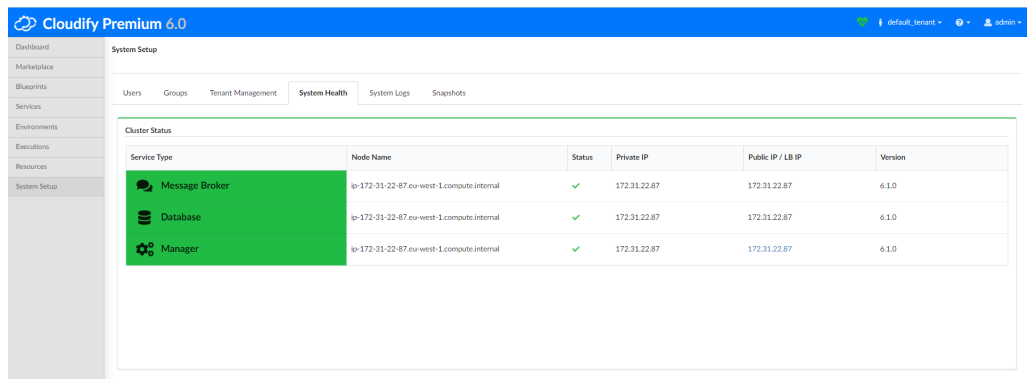 Cloudify Premium 6.0
default_tenant
admin
Dashboard
Marketplace
Blueprints
Services
Environments
Executions
Resources
System Setup
System Setup
Users Groups Tenant Management System Health System Logs Snapshots
Cluster Status
Service Type Node Name Status Private IP Public IP / LB IP Version
Message Broker ip-172-31-22-87.eu-west-1.compute.internal 172.31.22.87 172.31.22.87 6.1.0
Database ip-172-31-22-87.eu-west-1.compute.internal 172.31.22.87 172.31.22.87 6.1.0
Manager ip-172-31-22-87.eu-west-1.compute.internal 172.31.22.87 172.31.22.87 6.1.0